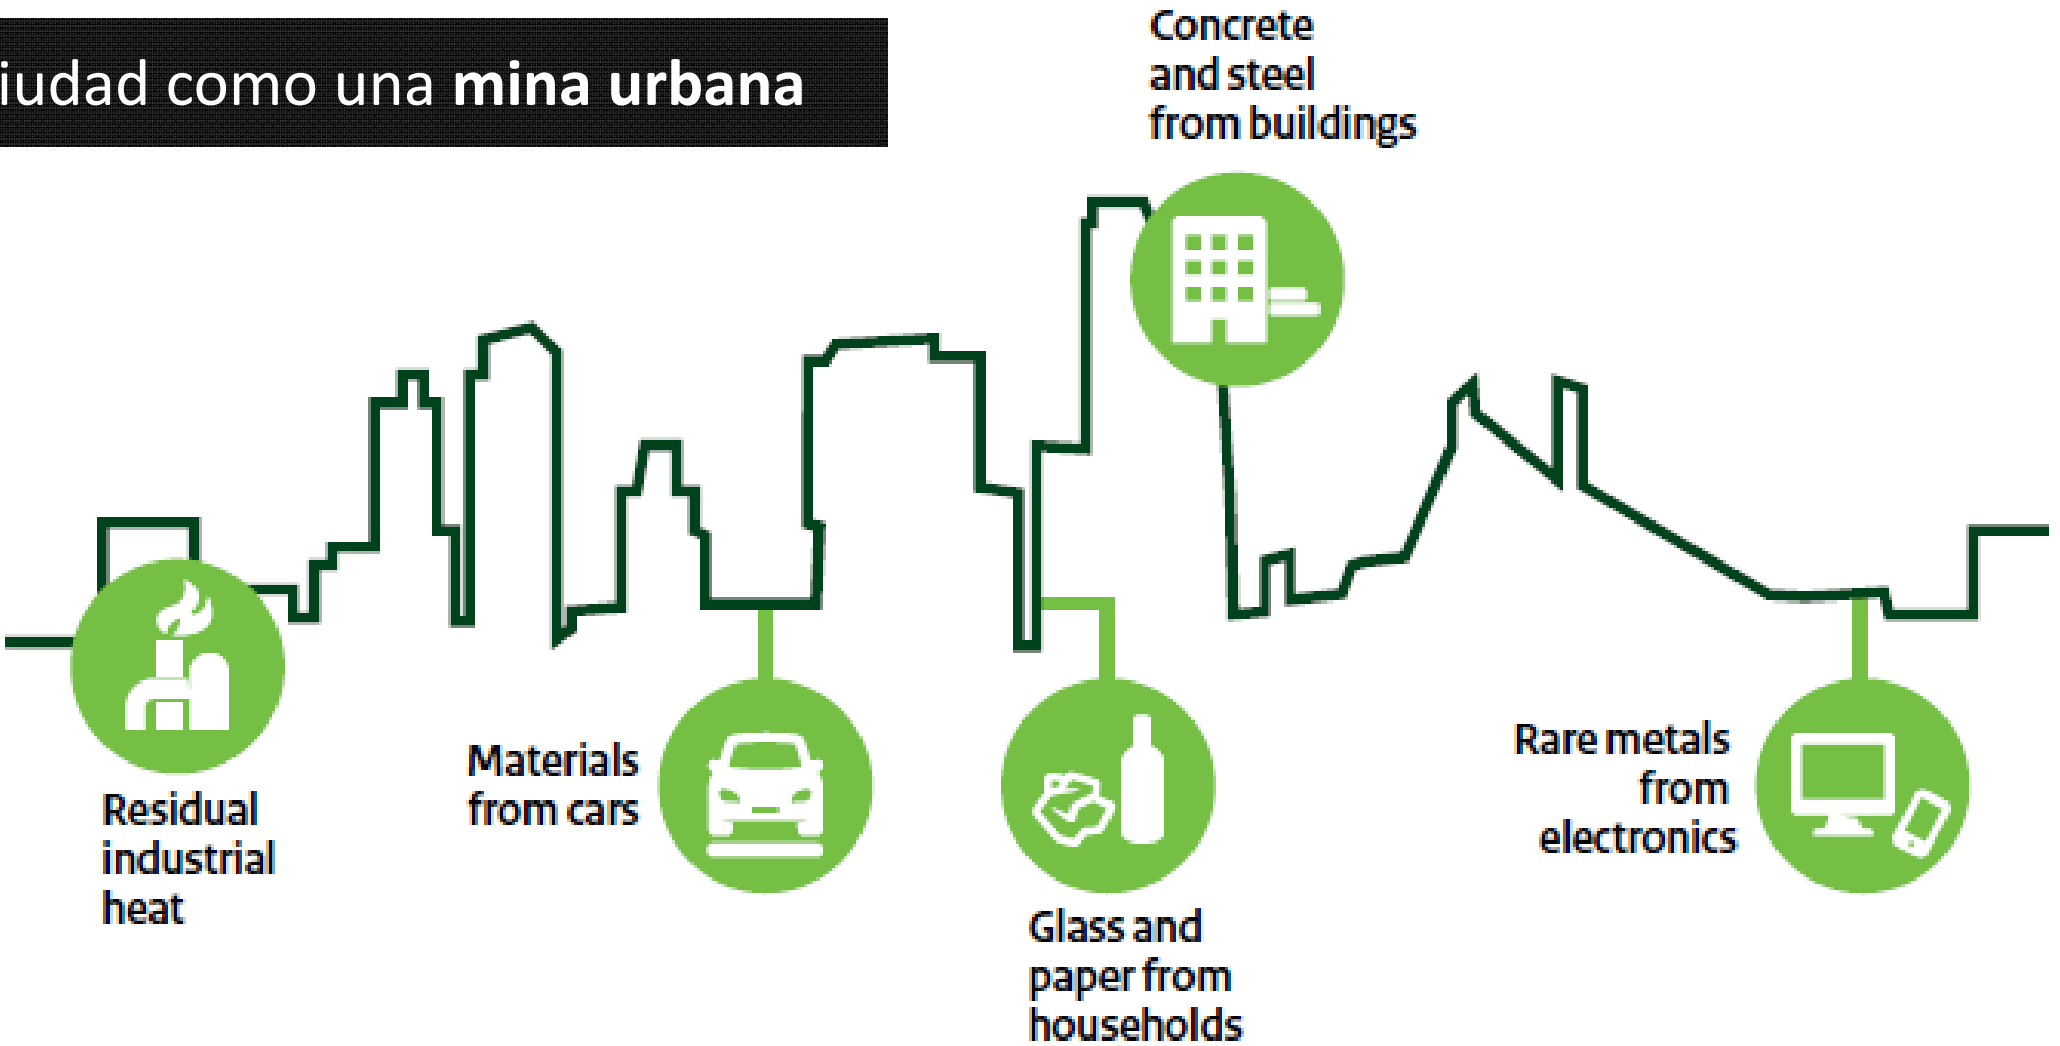 iudad como una mina urbana
Concrete
and steel
from buildings
Residual
industrial
heat
Materials
from cars
Glass and
paper from
households
Rare metals
from
electronics